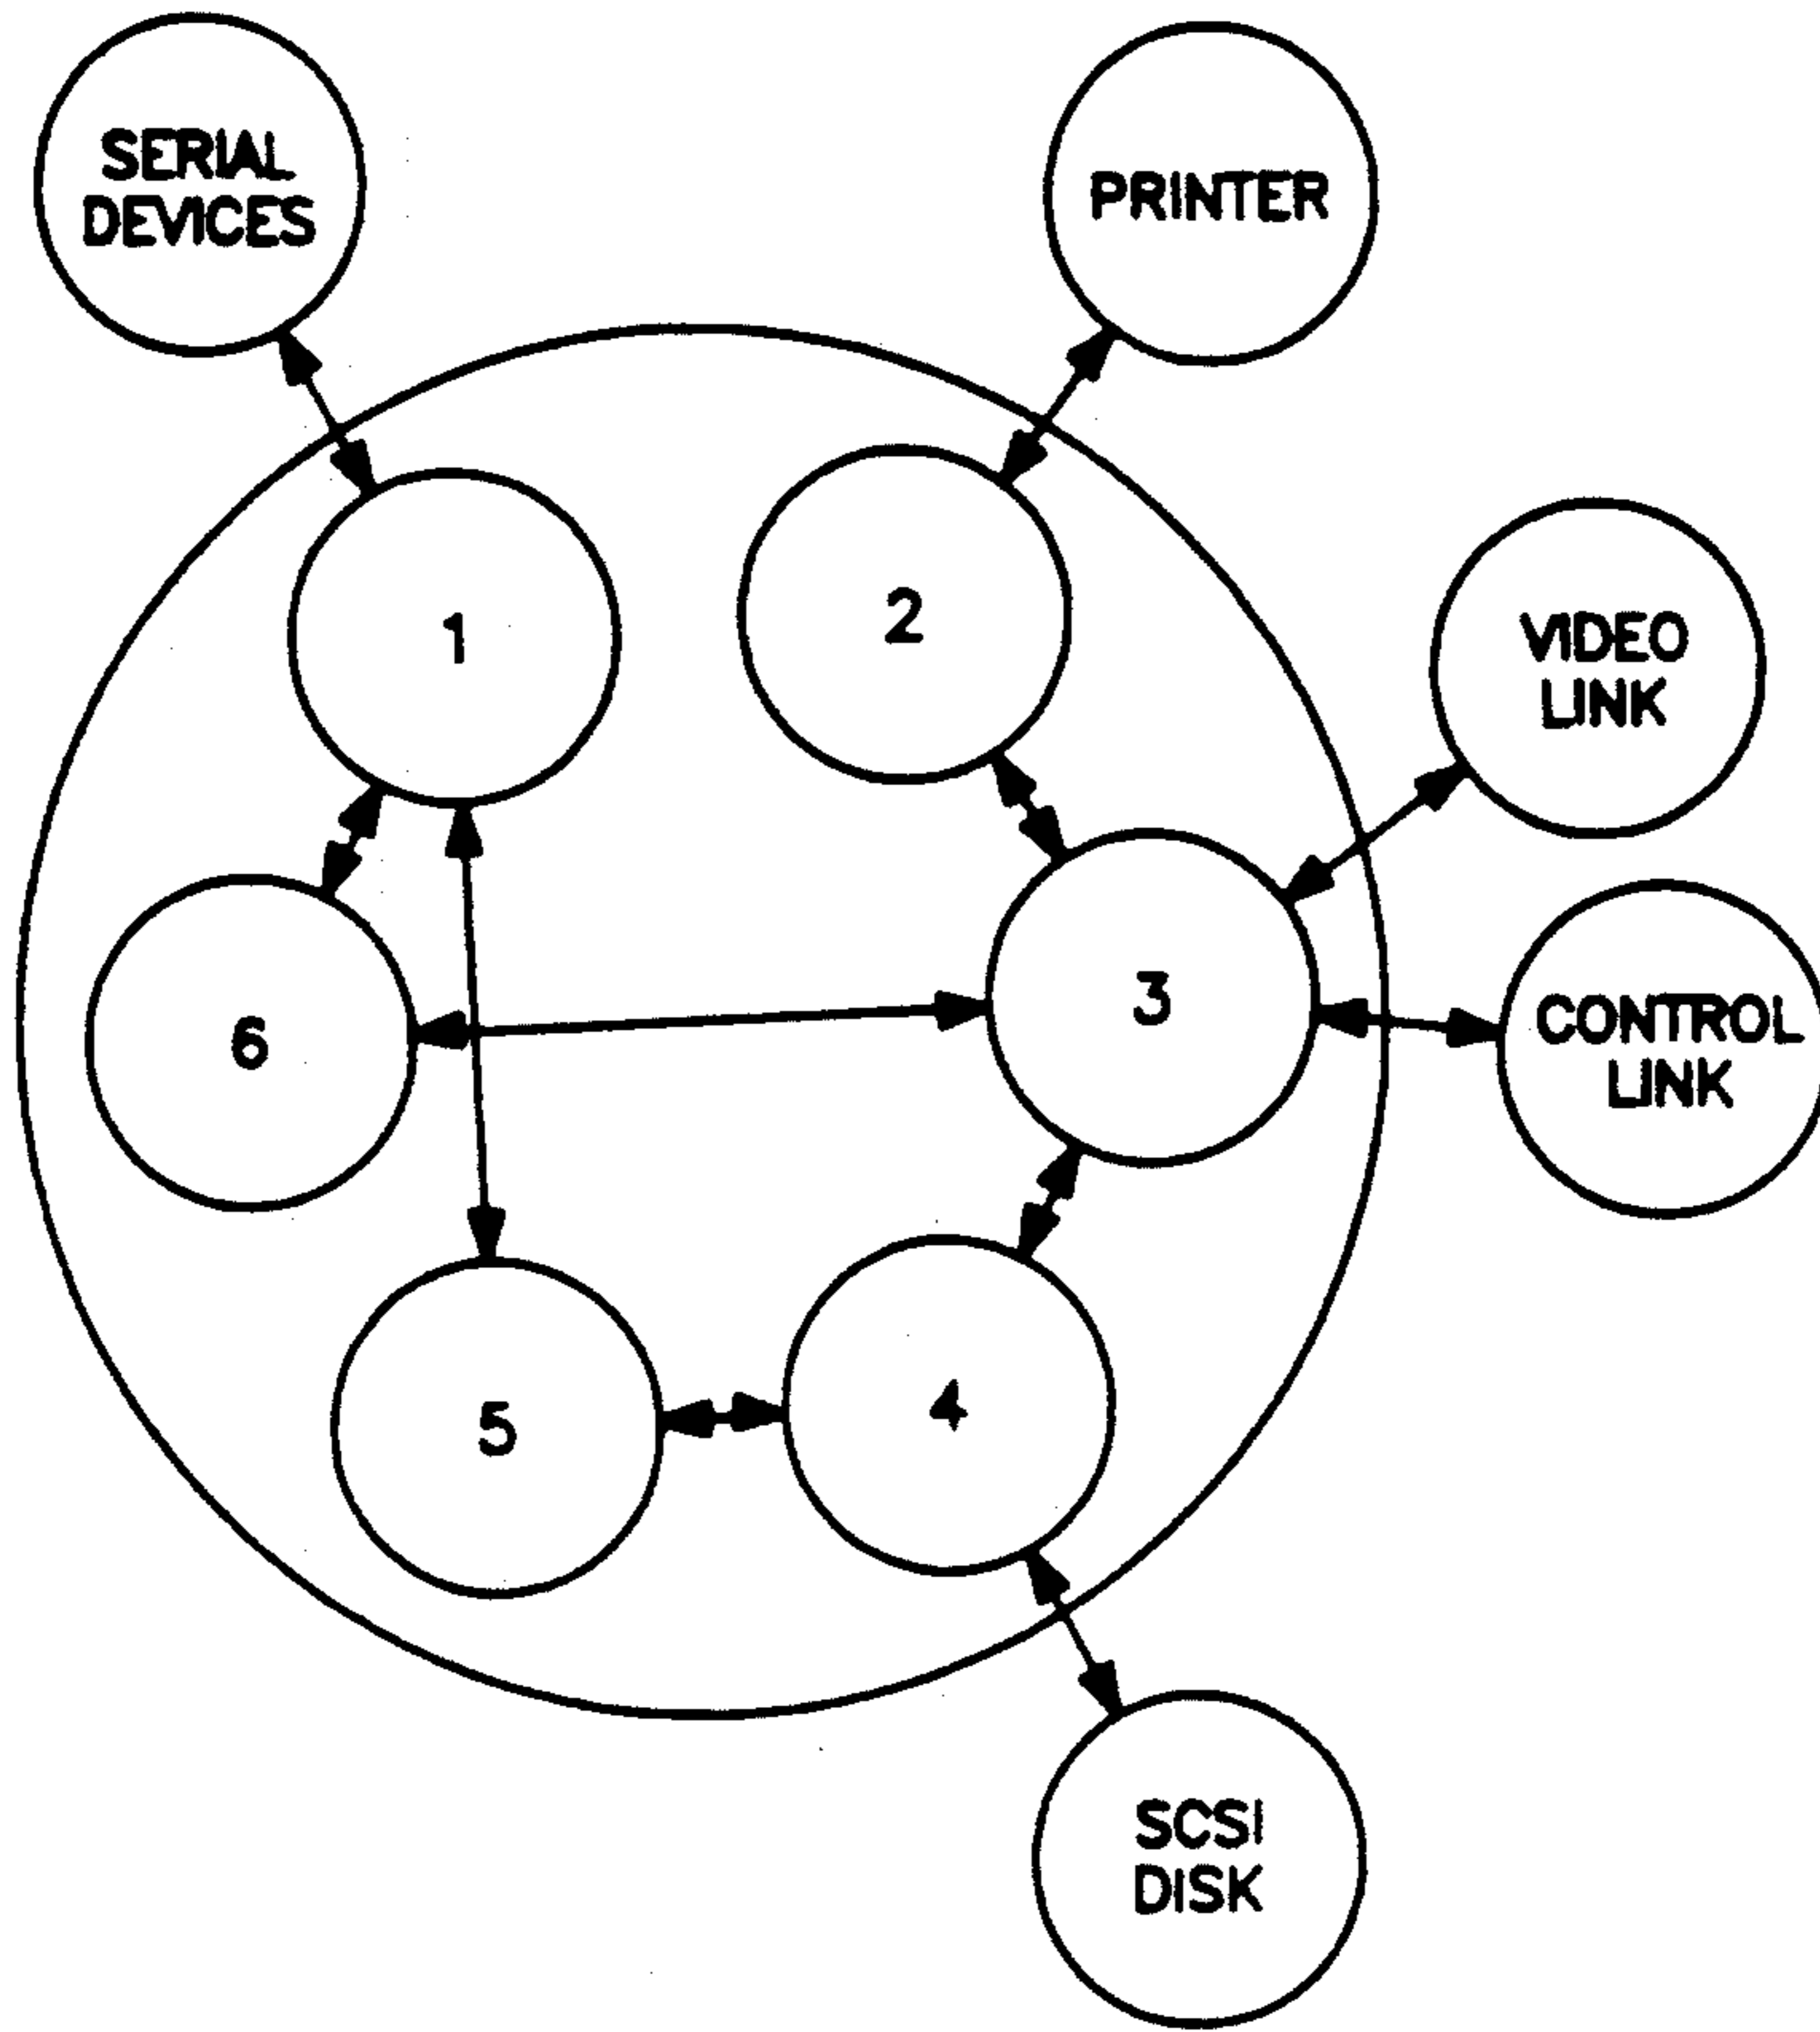 SERIAL
DEVICES
PRINTER
1
2
VIDEO
LINK
3
CONTROL
LINK
6
5
4
SCSI
DISK